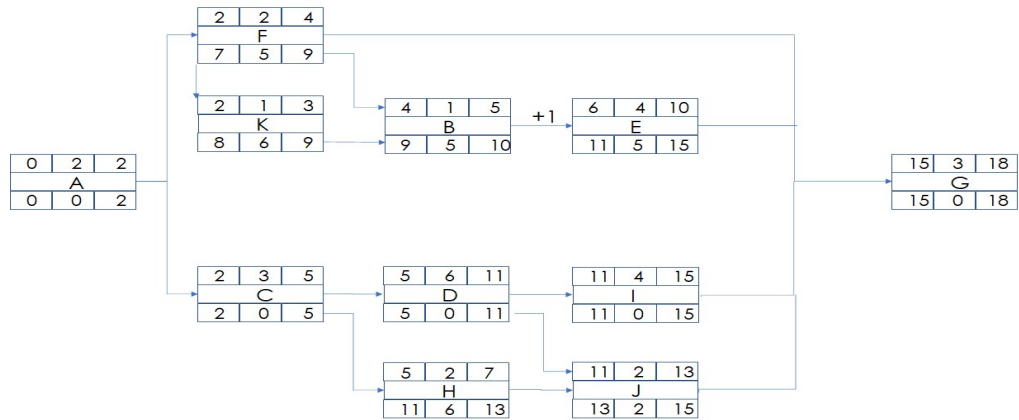 2 2 4
F
7 5 9
2 1 3
K
8 6 9
4 1 5
B
9 5 10
+1
6 4 10
E
11 5 15
0 2 2
A
0 0 2
15 3 18
G
15 0 18
2 3 5
C
2 0 5
5 6 11
D
5 0 11
11 4 15
I
11 0 15
5 2 7
H
11 6 13
11 2 13
J
13 2 15